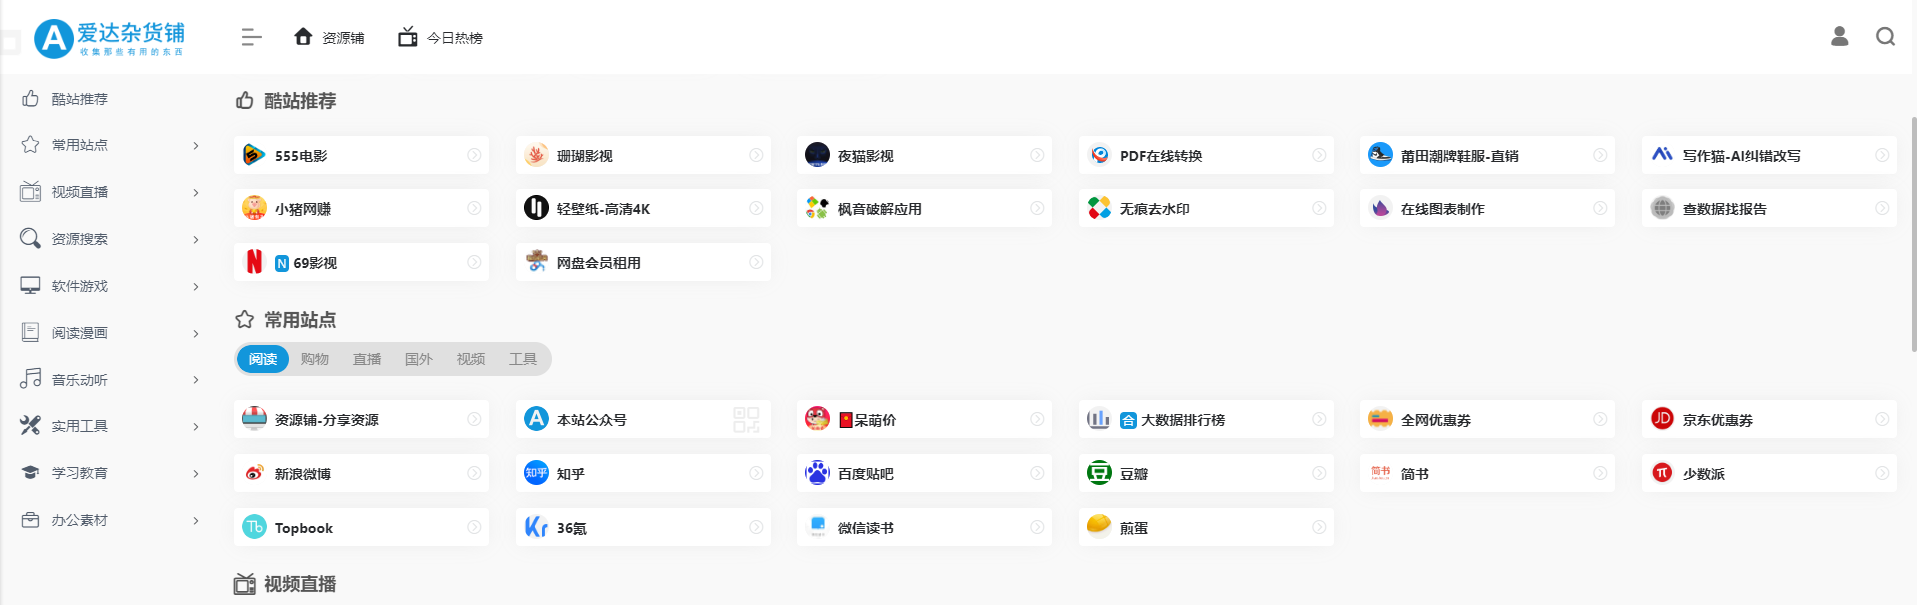 爱达杂货铺
收集那些有用的东西
资源铺 今日热榜
酷站推荐
常用站点
视频直播
资源搜索
软件游戏
阅读漫画
音乐动听
实用工具
学习教育
办公素材
酷站推荐
555电影 珊瑚影视 夜猫影视 PDF在线转换 莆田潮牌鞋服-直销 写作猫-AI纠错改写
小猪网赚 轻壁纸-高清4K 枫音破解应用 无痕去水印 在线图表制作 查数据找报告
N 69影视 网盘会员租用
常用站点
阅读 购物 直播 国外 视频 工具
资源铺-分享资源 本站公众号 呆萌价 合 大数据排行榜 全网优惠券 JD 京东优惠券
新浪微博 知乎 知乎 百度贴吧 豆 豆瓣 简书 简书 π 少数派
Tb Topbook Kr 36氪 微信读书 煎蛋
视频直播